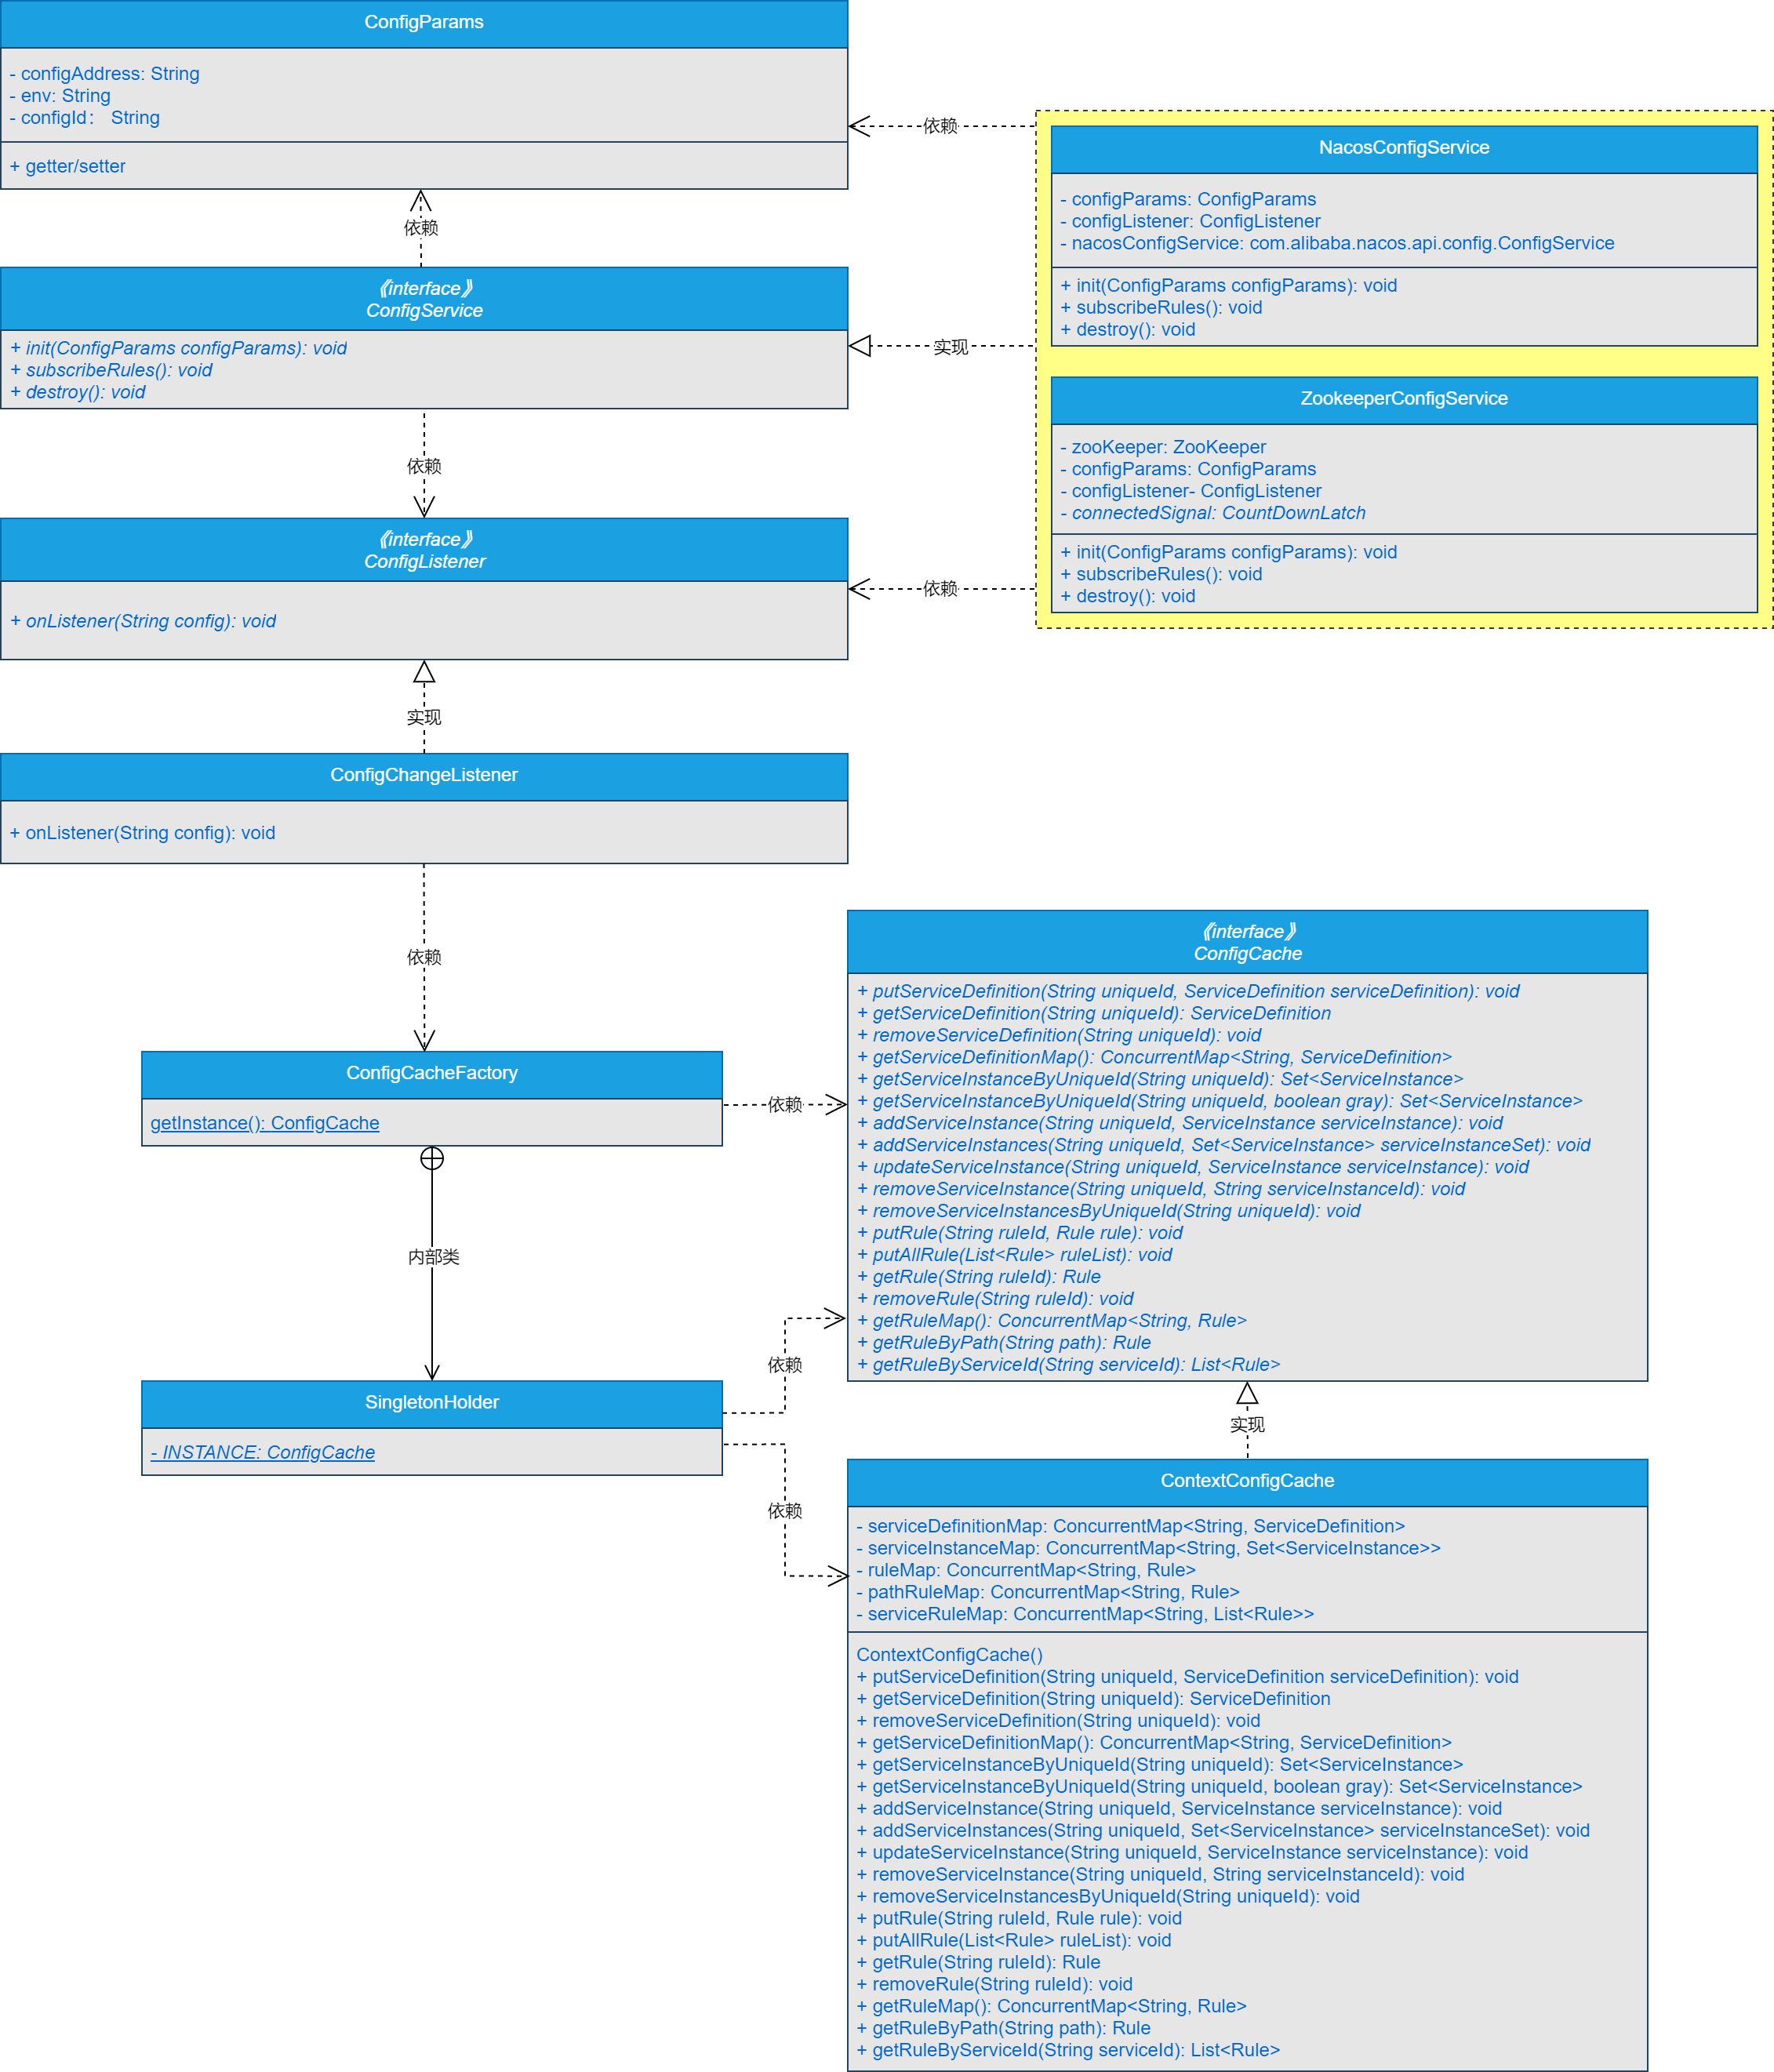 ConfigParams
- configAddress: String
- env: String
- configId： String
+ getter/setter
依赖
依赖
NacosConfigService
- configParams: ConfigParams
- configListener: ConfigListener
- nacosConfigService: com.alibaba.nacos.api.config.ConfigService
+ init(ConfigParams configParams): void
+ subscribeRules(): void
+ destroy(): void
《interface》
ConfigService
+ init(ConfigParams configParams): void
+ subscribeRules(): void
+ destroy(): void
实现
ZookeeperConfigService
- zooKeeper: ZooKeeper
- configParams: ConfigParams
- configListener- ConfigListener
- connectedSignal: CountDownLatch
+ init(ConfigParams configParams): void
+ subscribeRules(): void
+ destroy(): void
依赖
《interface》
ConfigListener
+ onListener(String config): void
依赖
实现
ConfigChangeListener
+ onListener(String config): void
依赖
《interface》
ConfigCache
+ putServiceDefinition(String uniqueId, ServiceDefinition serviceDefinition): void
+ getServiceDefinition(String uniqueId): ServiceDefinition
+ removeServiceDefinition(String uniqueId): void
+ getServiceDefinitionMap(): ConcurrentMap<String, ServiceDefinition>
+ getServiceInstanceByUniqueId(String uniqueId): Set<ServiceInstance>
+ getServiceInstanceByUniqueId(String uniqueId, boolean gray): Set<ServiceInstance>
+ addServiceInstance(String uniqueId, ServiceInstance serviceInstance): void
+ addServiceInstances(String uniqueId, Set<ServiceInstance> serviceInstanceSet): void
+ updateServiceInstance(String uniqueId, ServiceInstance serviceInstance): void
+ removeServiceInstance(String uniqueId, String serviceInstanceId): void
+ removeServiceInstancesByUniqueId(String uniqueId): void
+ putRule(String ruleId, Rule rule): void
+ putAllRule(List<Rule> ruleList): void
+ getRule(String ruleId): Rule
+ removeRule(String ruleId): void
+ getRuleMap(): ConcurrentMap<String, Rule>
+ getRuleByPath(String path): Rule
+ getRuleByServiceId(String serviceId): List<Rule>
ConfigCacheFactory
getInstance(): ConfigCache
依赖
内部类
SingletonHolder
- INSTANCE: ConfigCache
依赖
依赖
实现
ContextConfigCache
- serviceDefinitionMap: ConcurrentMap<String, ServiceDefinition>
- serviceInstanceMap: ConcurrentMap<String, Set<ServiceInstance>>
- ruleMap: ConcurrentMap<String, Rule>
- pathRuleMap: ConcurrentMap<String, Rule>
- serviceRuleMap: ConcurrentMap<String, List<Rule>>
ContextConfigCache()
+ putServiceDefinition(String uniqueId, ServiceDefinition serviceDefinition): void
+ getServiceDefinition(String uniqueId): ServiceDefinition
+ removeServiceDefinition(String uniqueId): void
+ getServiceDefinitionMap(): ConcurrentMap<String, ServiceDefinition>
+ getServiceInstanceByUniqueId(String uniqueId): Set<ServiceInstance>
+ getServiceInstanceByUniqueId(String uniqueId, boolean gray): Set<ServiceInstance>
+ addServiceInstance(String uniqueId, ServiceInstance serviceInstance): void
+ addServiceInstances(String uniqueId, Set<ServiceInstance> serviceInstanceSet): void
+ updateServiceInstance(String uniqueId, ServiceInstance serviceInstance): void
+ removeServiceInstance(String uniqueId, String serviceInstanceId): void
+ removeServiceInstancesByUniqueId(String uniqueId): void
+ putRule(String ruleId, Rule rule): void
+ putAllRule(List<Rule> ruleList): void
+ getRule(String ruleId): Rule
+ removeRule(String ruleId): void
+ getRuleMap(): ConcurrentMap<String, Rule>
+ getRuleByPath(String path): Rule
+ getRuleByServiceId(String serviceId): List<Rule>